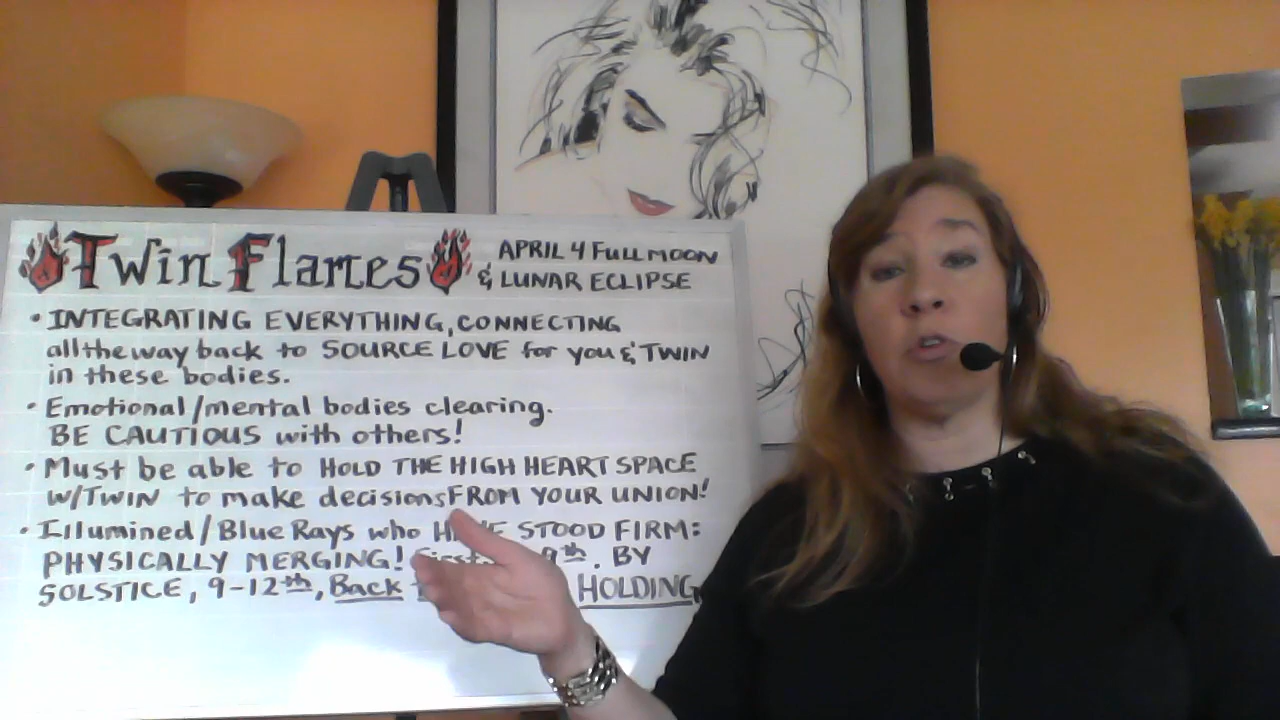 Twin Flames
APRIL 4 FULL MOON
& LUNAR ECLIPSE
• INTEGRATING EVERYTHING, CONNECTING
all the way back to SOURCE LOVE for you & TWIN
in these bodies.
• Emotional/mental bodies clearing.
BE CAUTIOUS with others!
• Must be able to HOLD THE HIGH HEART SPACE
W/TWIN to make decisions FROM YOUR UNION!
• Illumined/Blue Rays who STOOD FIRM:
PHYSICALLY MERGING! 9th. BY
SOLSTICE, 9-12th, Back HOLDING